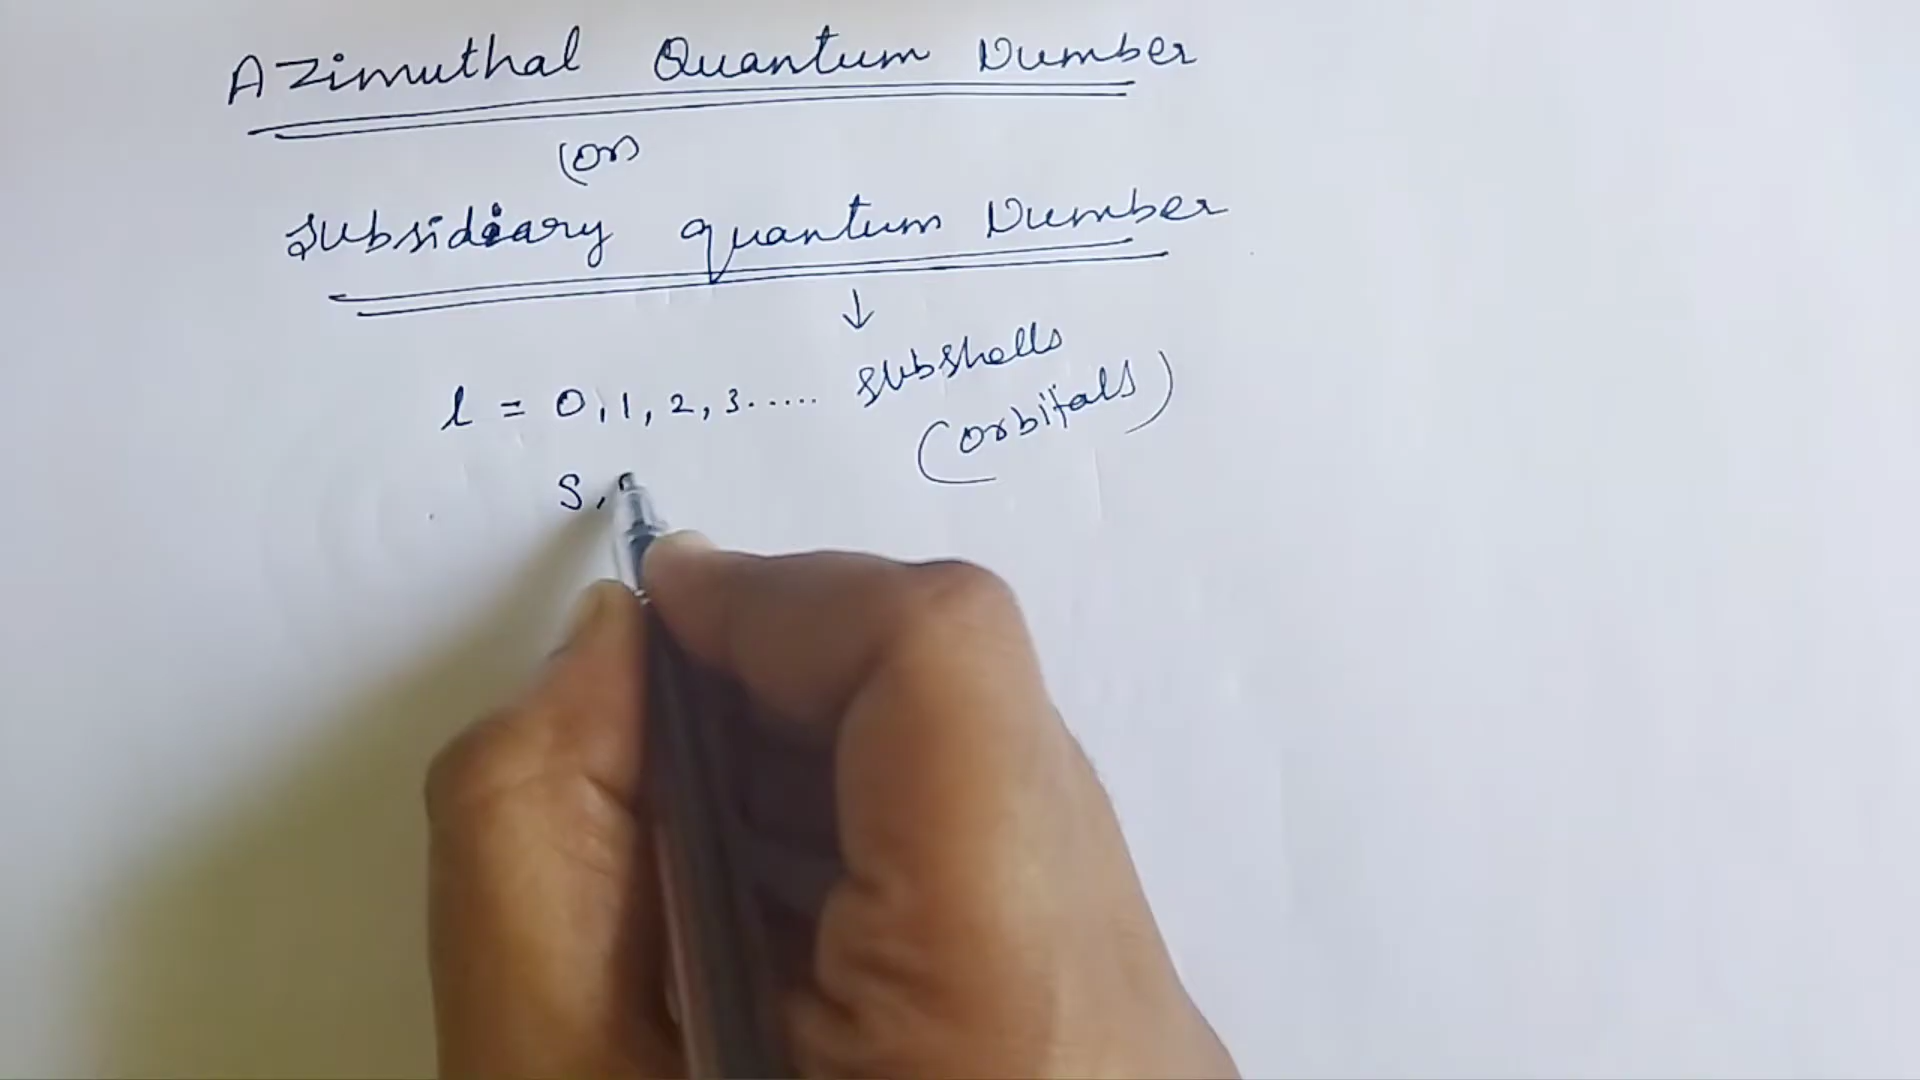 Azimuthal Quantum Number
(or)
Subsidiary quantum Number
↓
l = 0, 1, 2, 3..... subshells
(orbitals)
s,